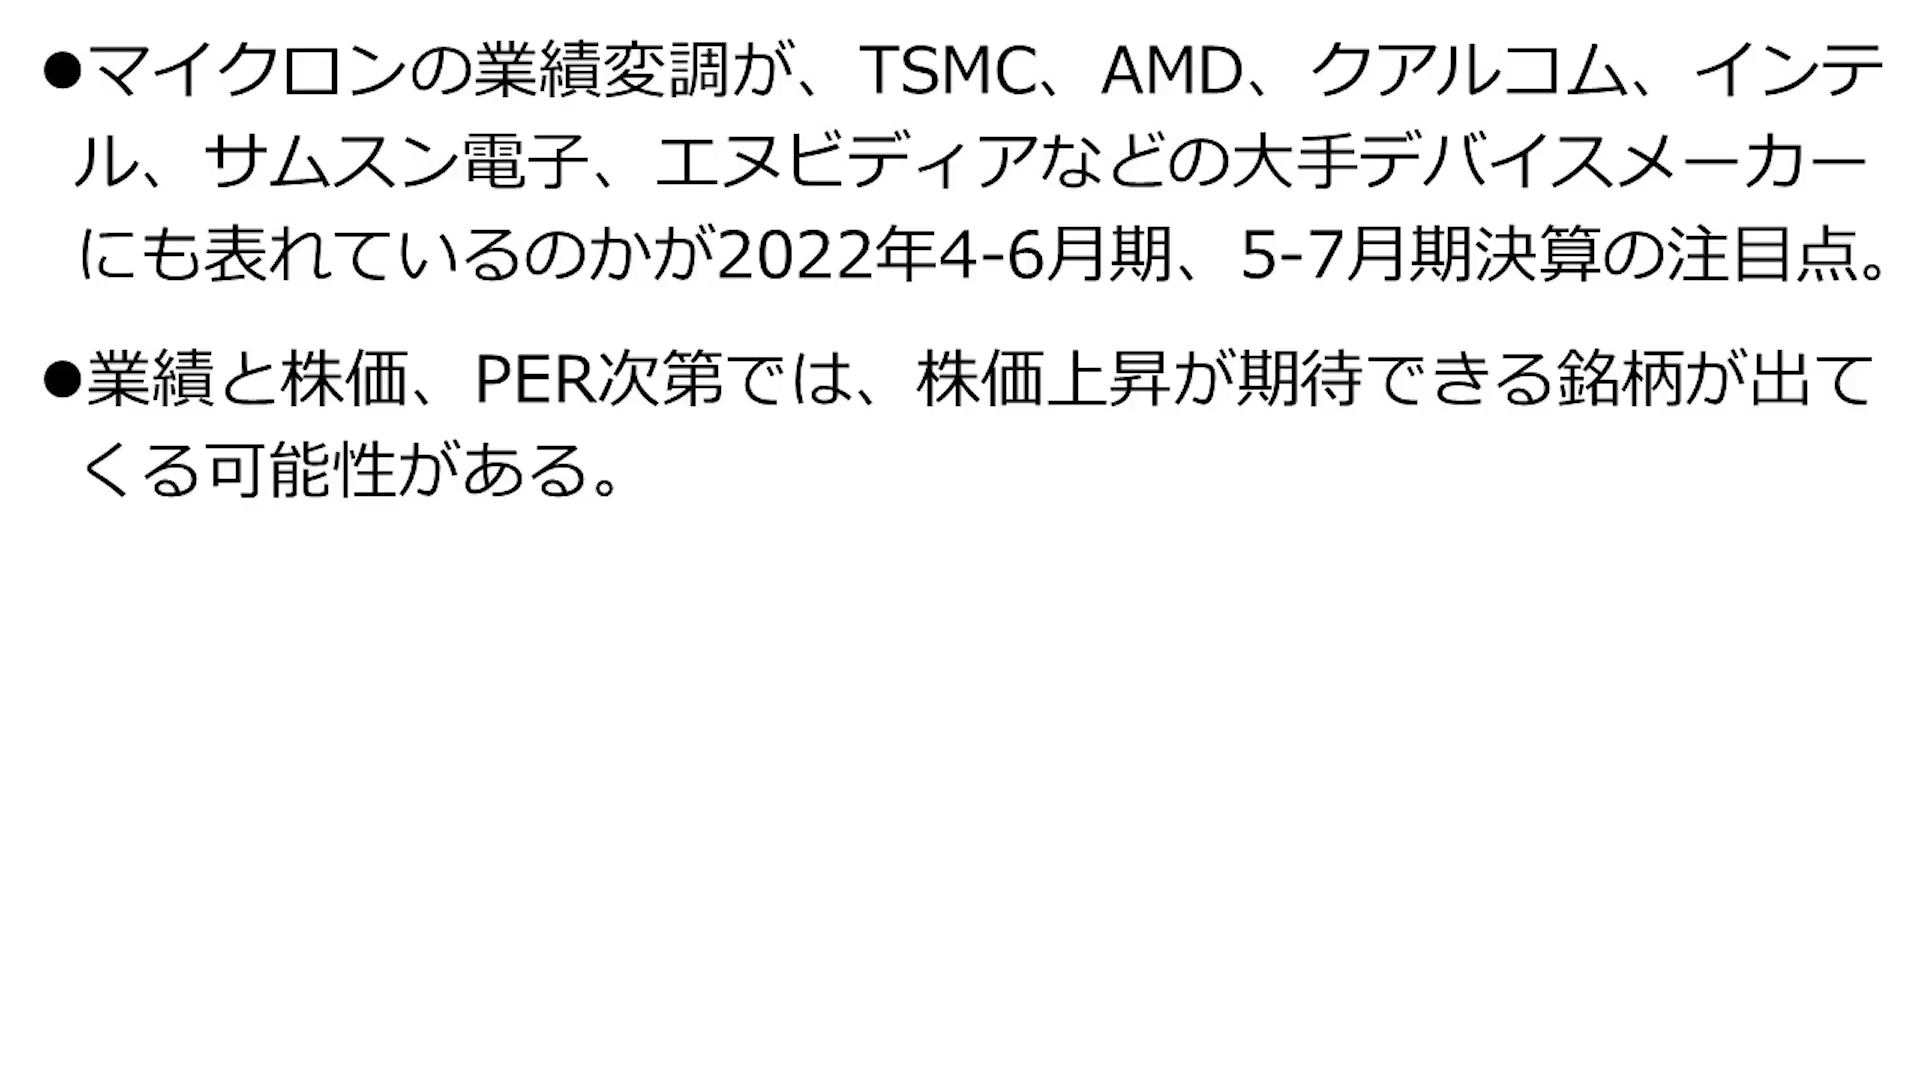 ●マイクロンの業績変調が、TSMC、AMD、クアルコム、インテ
ル、サムスン電子、エヌビディアなどの大手デバイスメーカー
にも表れているのかが2022年4-6月期、5-7月期決算の注目点。
●業績と株価、PER次第では、株価上昇が期待できる銘柄が出て
くる可能性がある。